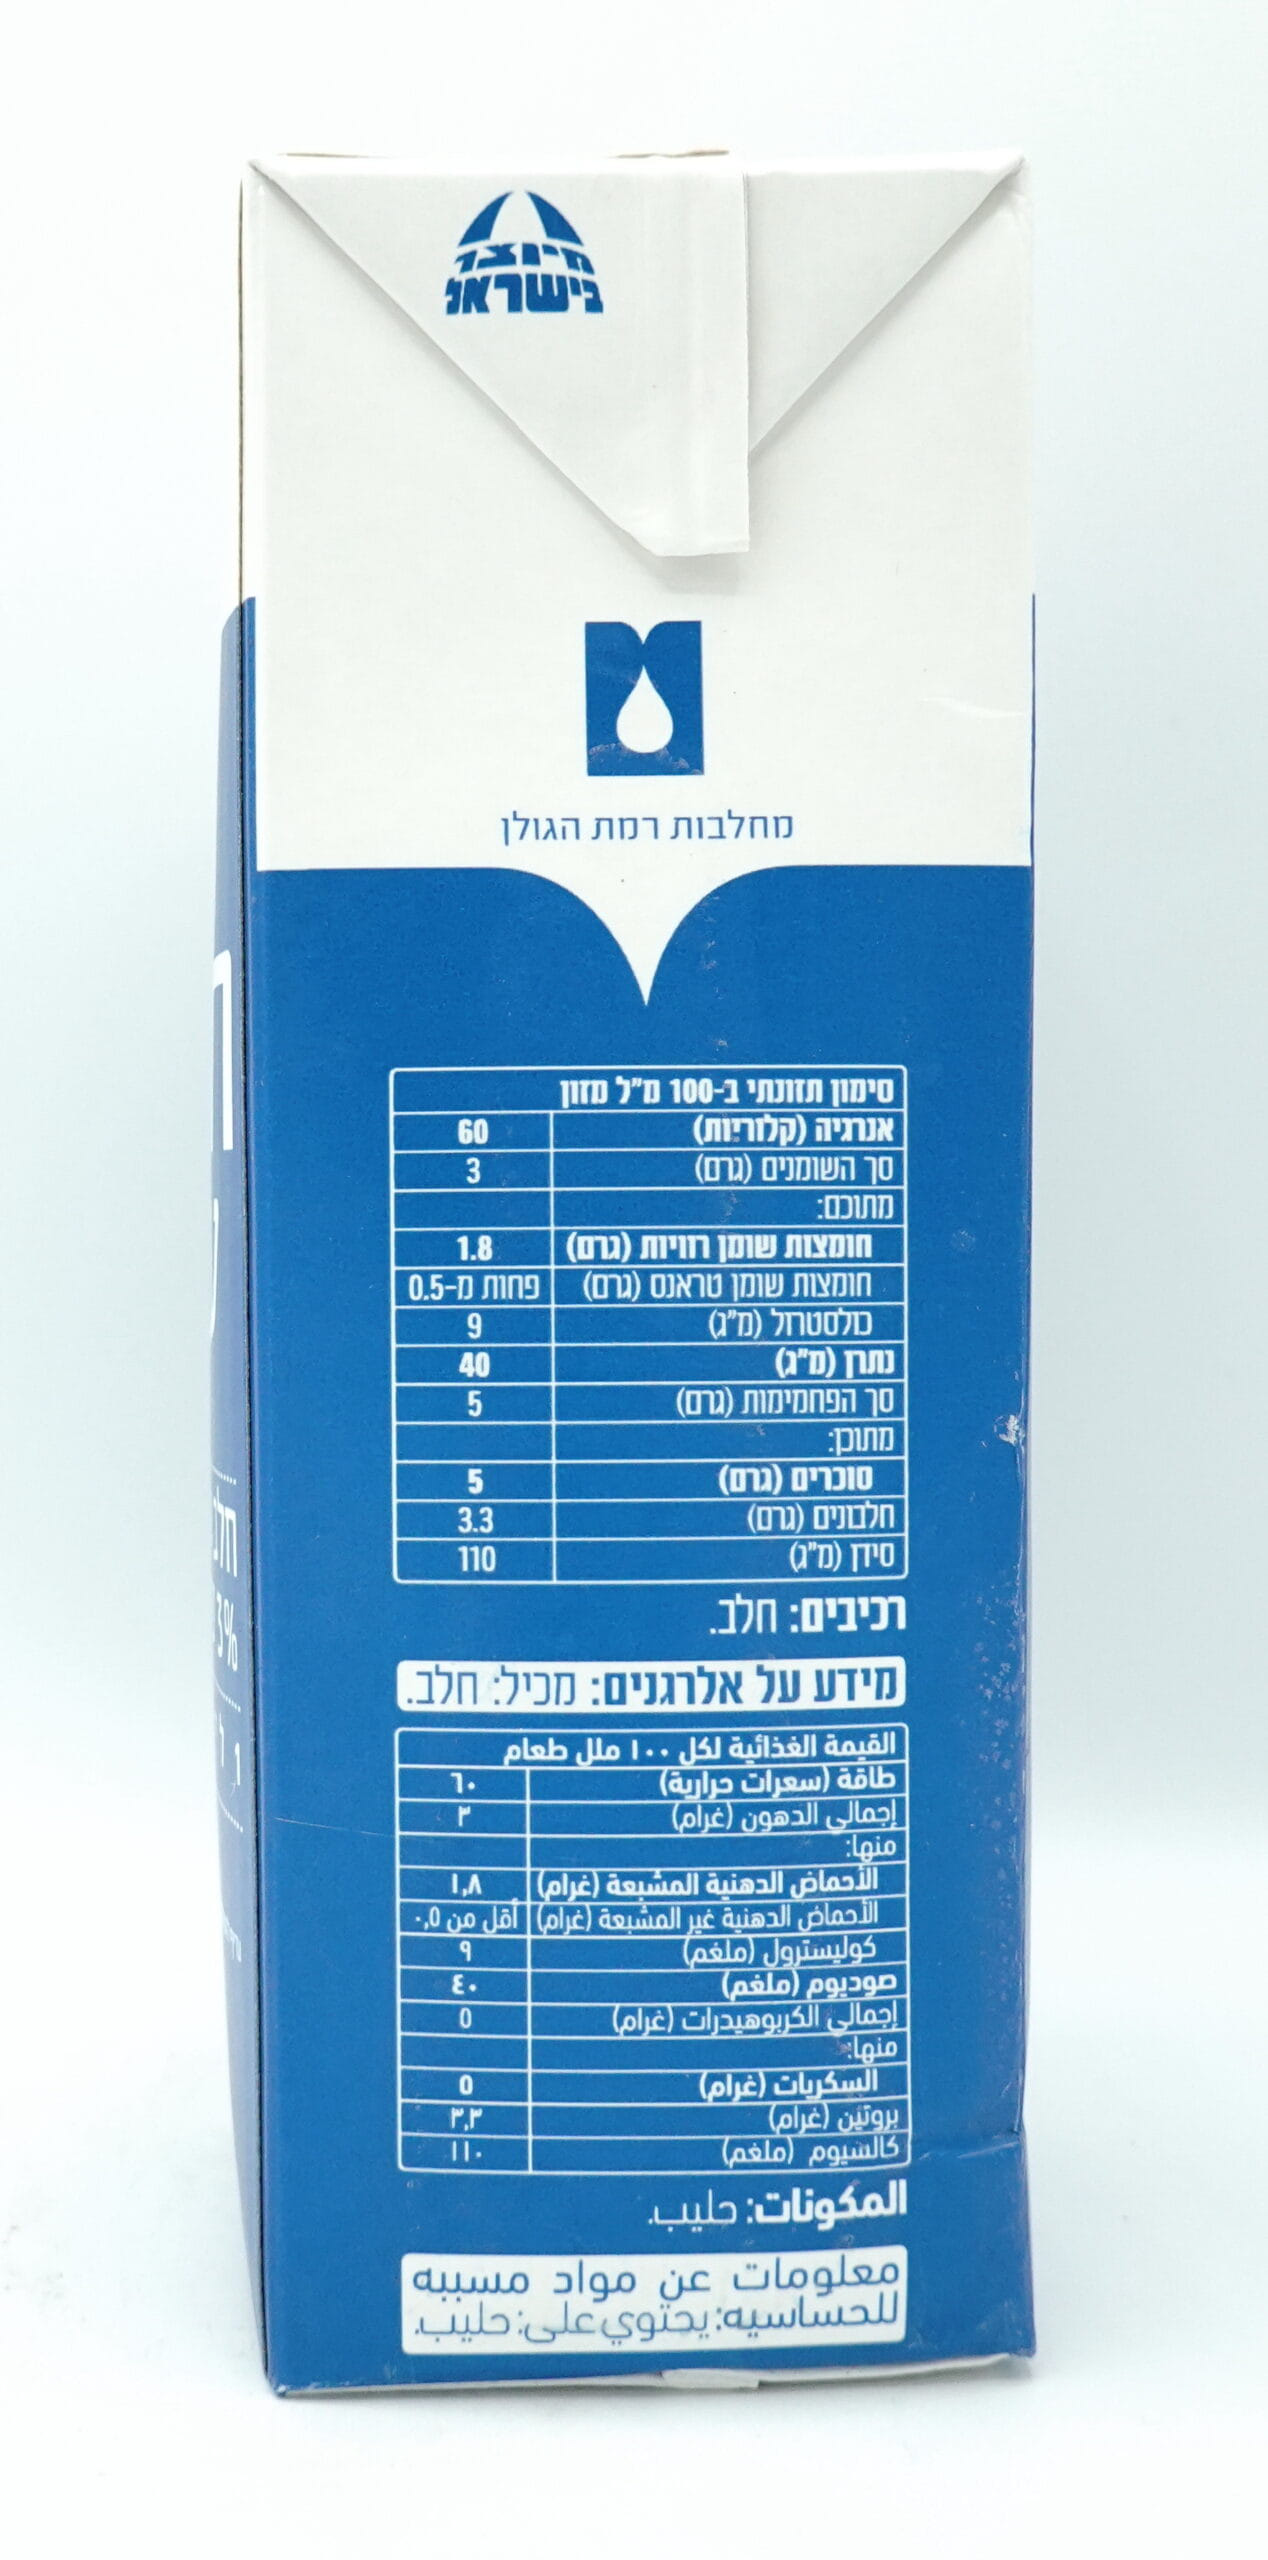 מיוצר
בישראל
מחלבות רמת הגולן
סימון תזונתי ב-100 מ"ל מזון
אנרגיה (קלוריות) 60
סך השומנים (גרם) 3
מתוכם:
חומצות שומן רוויות (גרם) 1.8
חומצות שומן טראנס (גרם) פחות מ-0.5
כולסטרול (מ"ג) 9
נתרן (מ"ג) 40
סך הפחמימות (גרם) 5
מתוכן:
סוכרים (גרם) 5
חלבונים (גרם) 3.3
סידן (מ"ג) 110
רכיבים: חלב.
מידע על אלרגנים: מכיל: חלב.
القيمة الغذائية لكل ١٠٠ ملل طعام
طاقة (سعرات حرارية) ٦٠
إجمالي الدهون (غرام) ٣
منها:
الأحماض الدهنية المشبعة (غرام) ١,٨
الأحماض الدهنية غير المشبعة (غرام) أقل من ٠,٥
كوليسترول (ملغم) ٩
صوديوم (ملغم) ٤٠
إجمالي الكربوهيدرات (غرام) ٥
منها:
السكريات (غرام) ٥
بروتين (غرام) ٣,٣
كالسيوم (ملغم) ١١٠
المكونات: حليب.
معلومات عن مواد مسببه
للحساسيه: يحتوي على: حليب.
3%
1